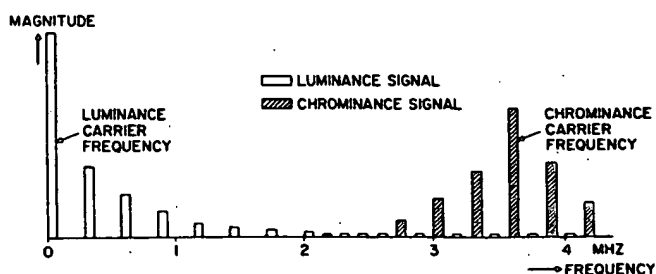 MAGNITUDE
LUMINANCE SIGNAL
CHROMINANCE SIGNAL
LUMINANCE
CARRIER
FREQUENCY
CHROMINANCE
CARRIER
FREQUENCY
0 1 2 3 4 MHZ
FREQUENCY